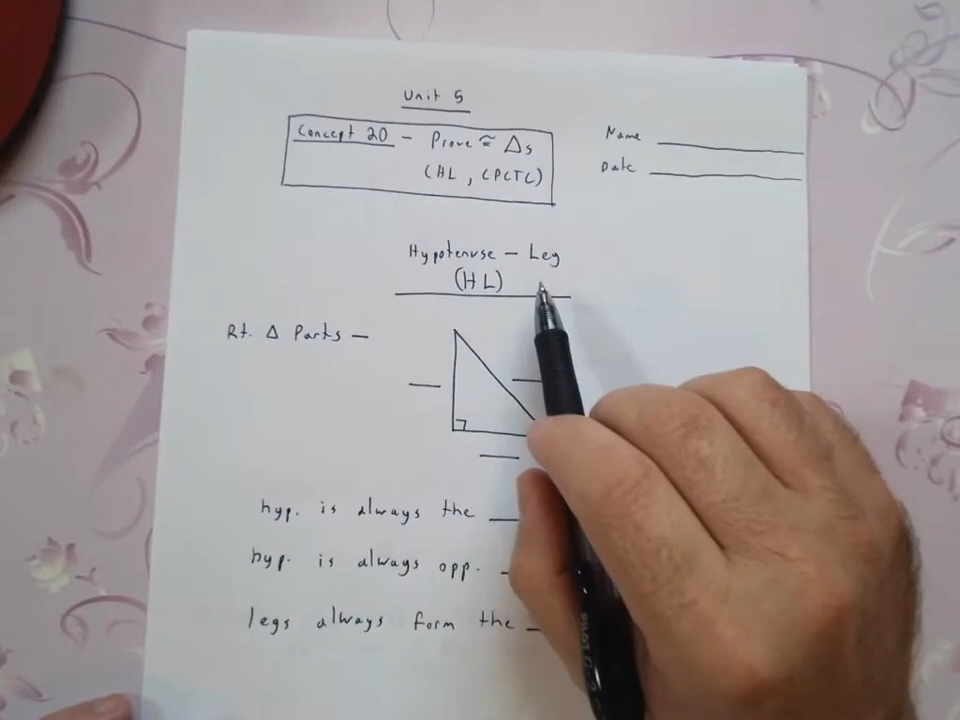 Unit 5
Concept 20 - Prove ≅ Δs
(HL, CPCTC)
Name
Date
Hypotenuse - Leg
(HL)
Rt. Δ Parts -
hyp. is always the
hyp. is always opp.
legs always form the